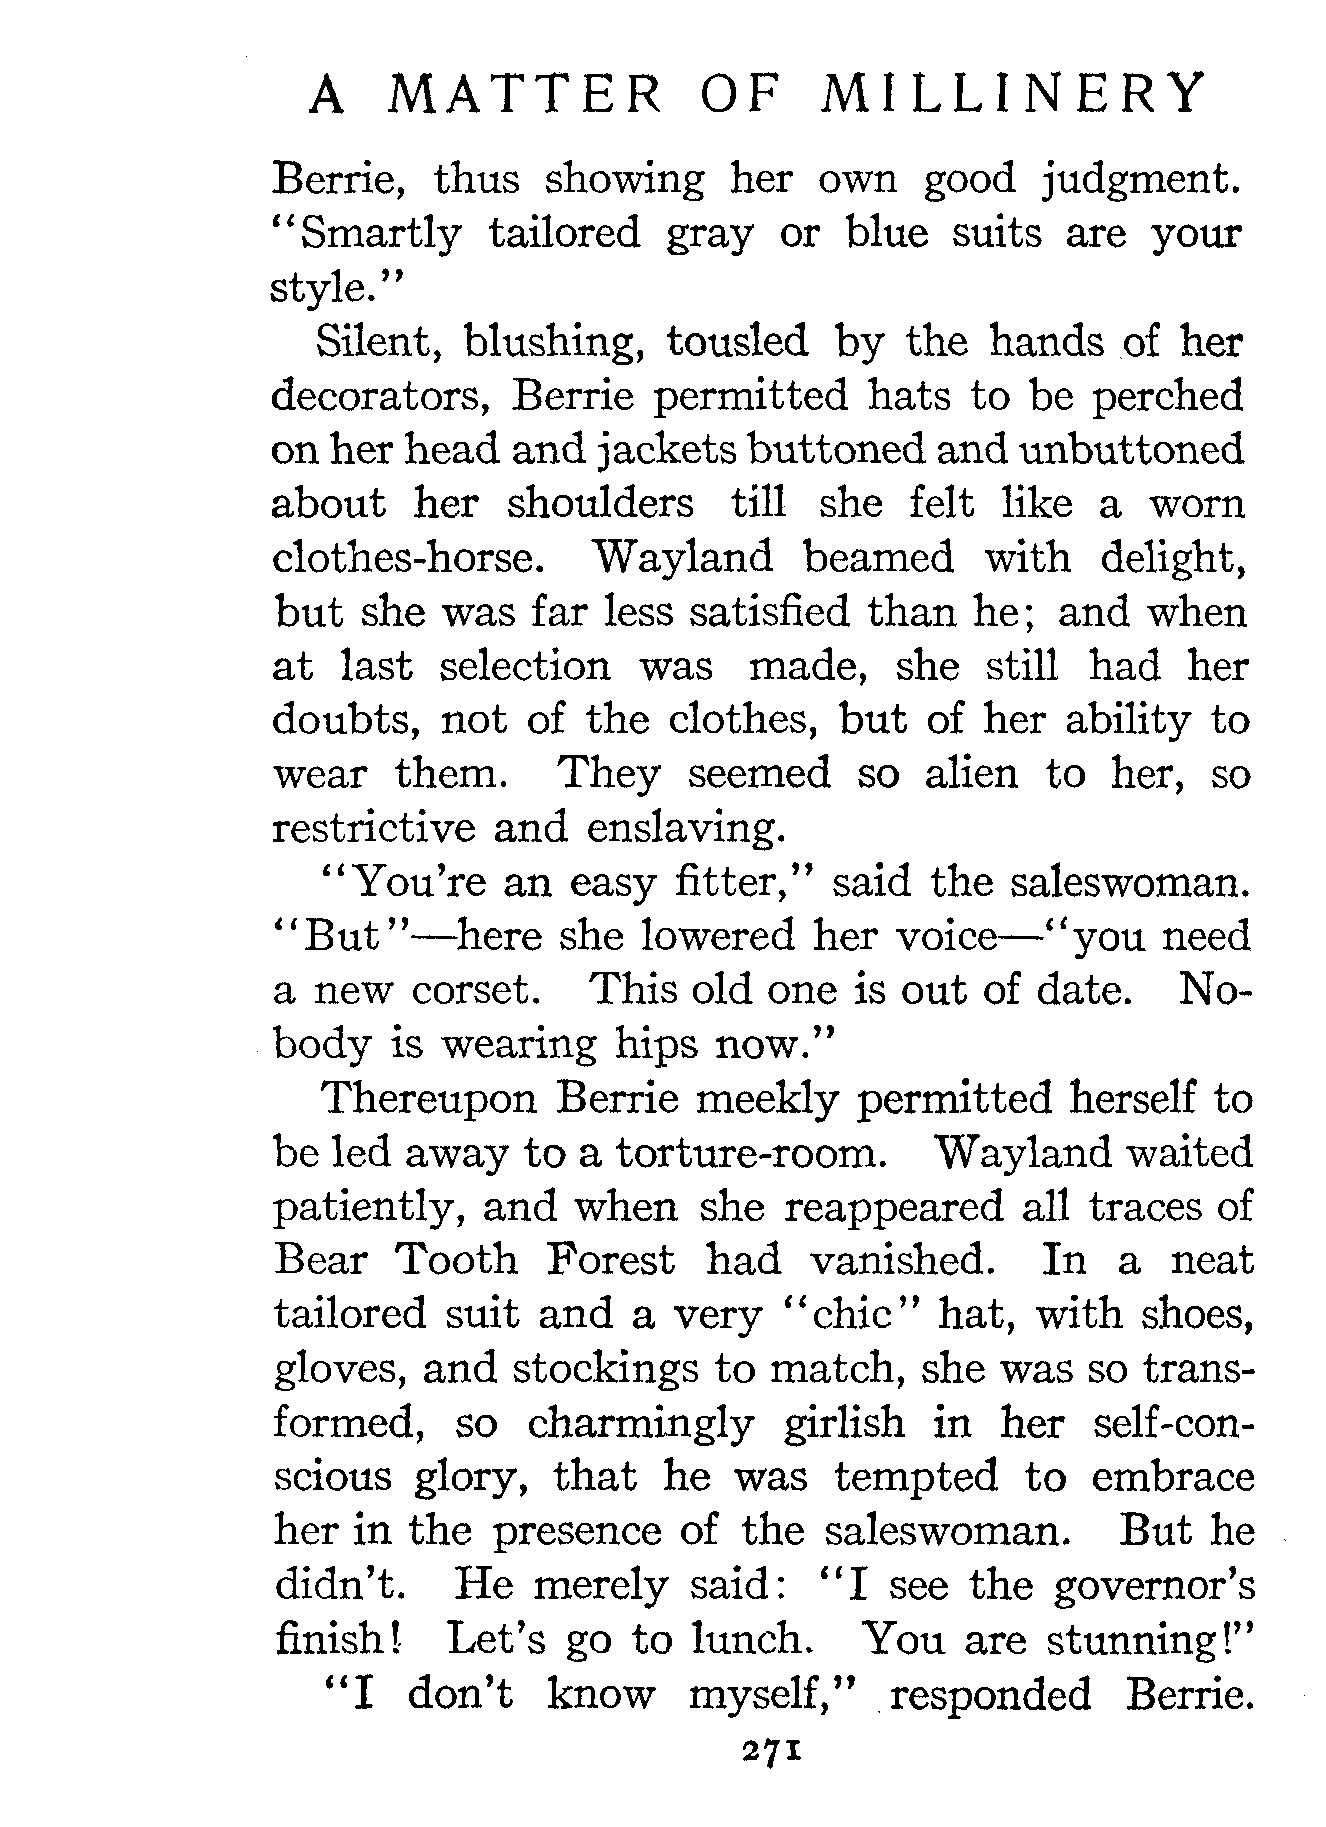 A MATTER OF MILLINERY
Berrie, thus showing her own good judgment.
"Smartly tailored gray or blue suits are your
style."
Silent, blushing, tousled by the hands of her
decorators, Berrie permitted hats to be perched
on her head and jackets buttoned and unbuttoned
about her shoulders till she felt like a worn
clothes-horse. Wayland beamed with delight,
but she was far less satisfied than he; and when
at last selection was made, she still had her
doubts, not of the clothes, but of her ability to
wear them. They seemed so alien to her, so
restrictive and enslaving.
"You're an easy fitter," said the saleswoman.
"But"—here she lowered her voice—"you need
a new corset. This old one is out of date. No-
body is wearing hips now."
Thereupon Berrie meekly permitted herself to
be led away to a torture-room. Wayland waited
patiently, and when she reappeared all traces of
Bear Tooth Forest had vanished. In a neat
tailored suit and a very "chic" hat, with shoes,
gloves, and stockings to match, she was so trans-
formed, so charmingly girlish in her self-con-
scious glory, that he was tempted to embrace
her in the presence of the saleswoman. But he
didn't. He merely said: "I see the governor's
finish! Let's go to lunch. You are stunning!"
"I don't know myself," responded Berrie.
271